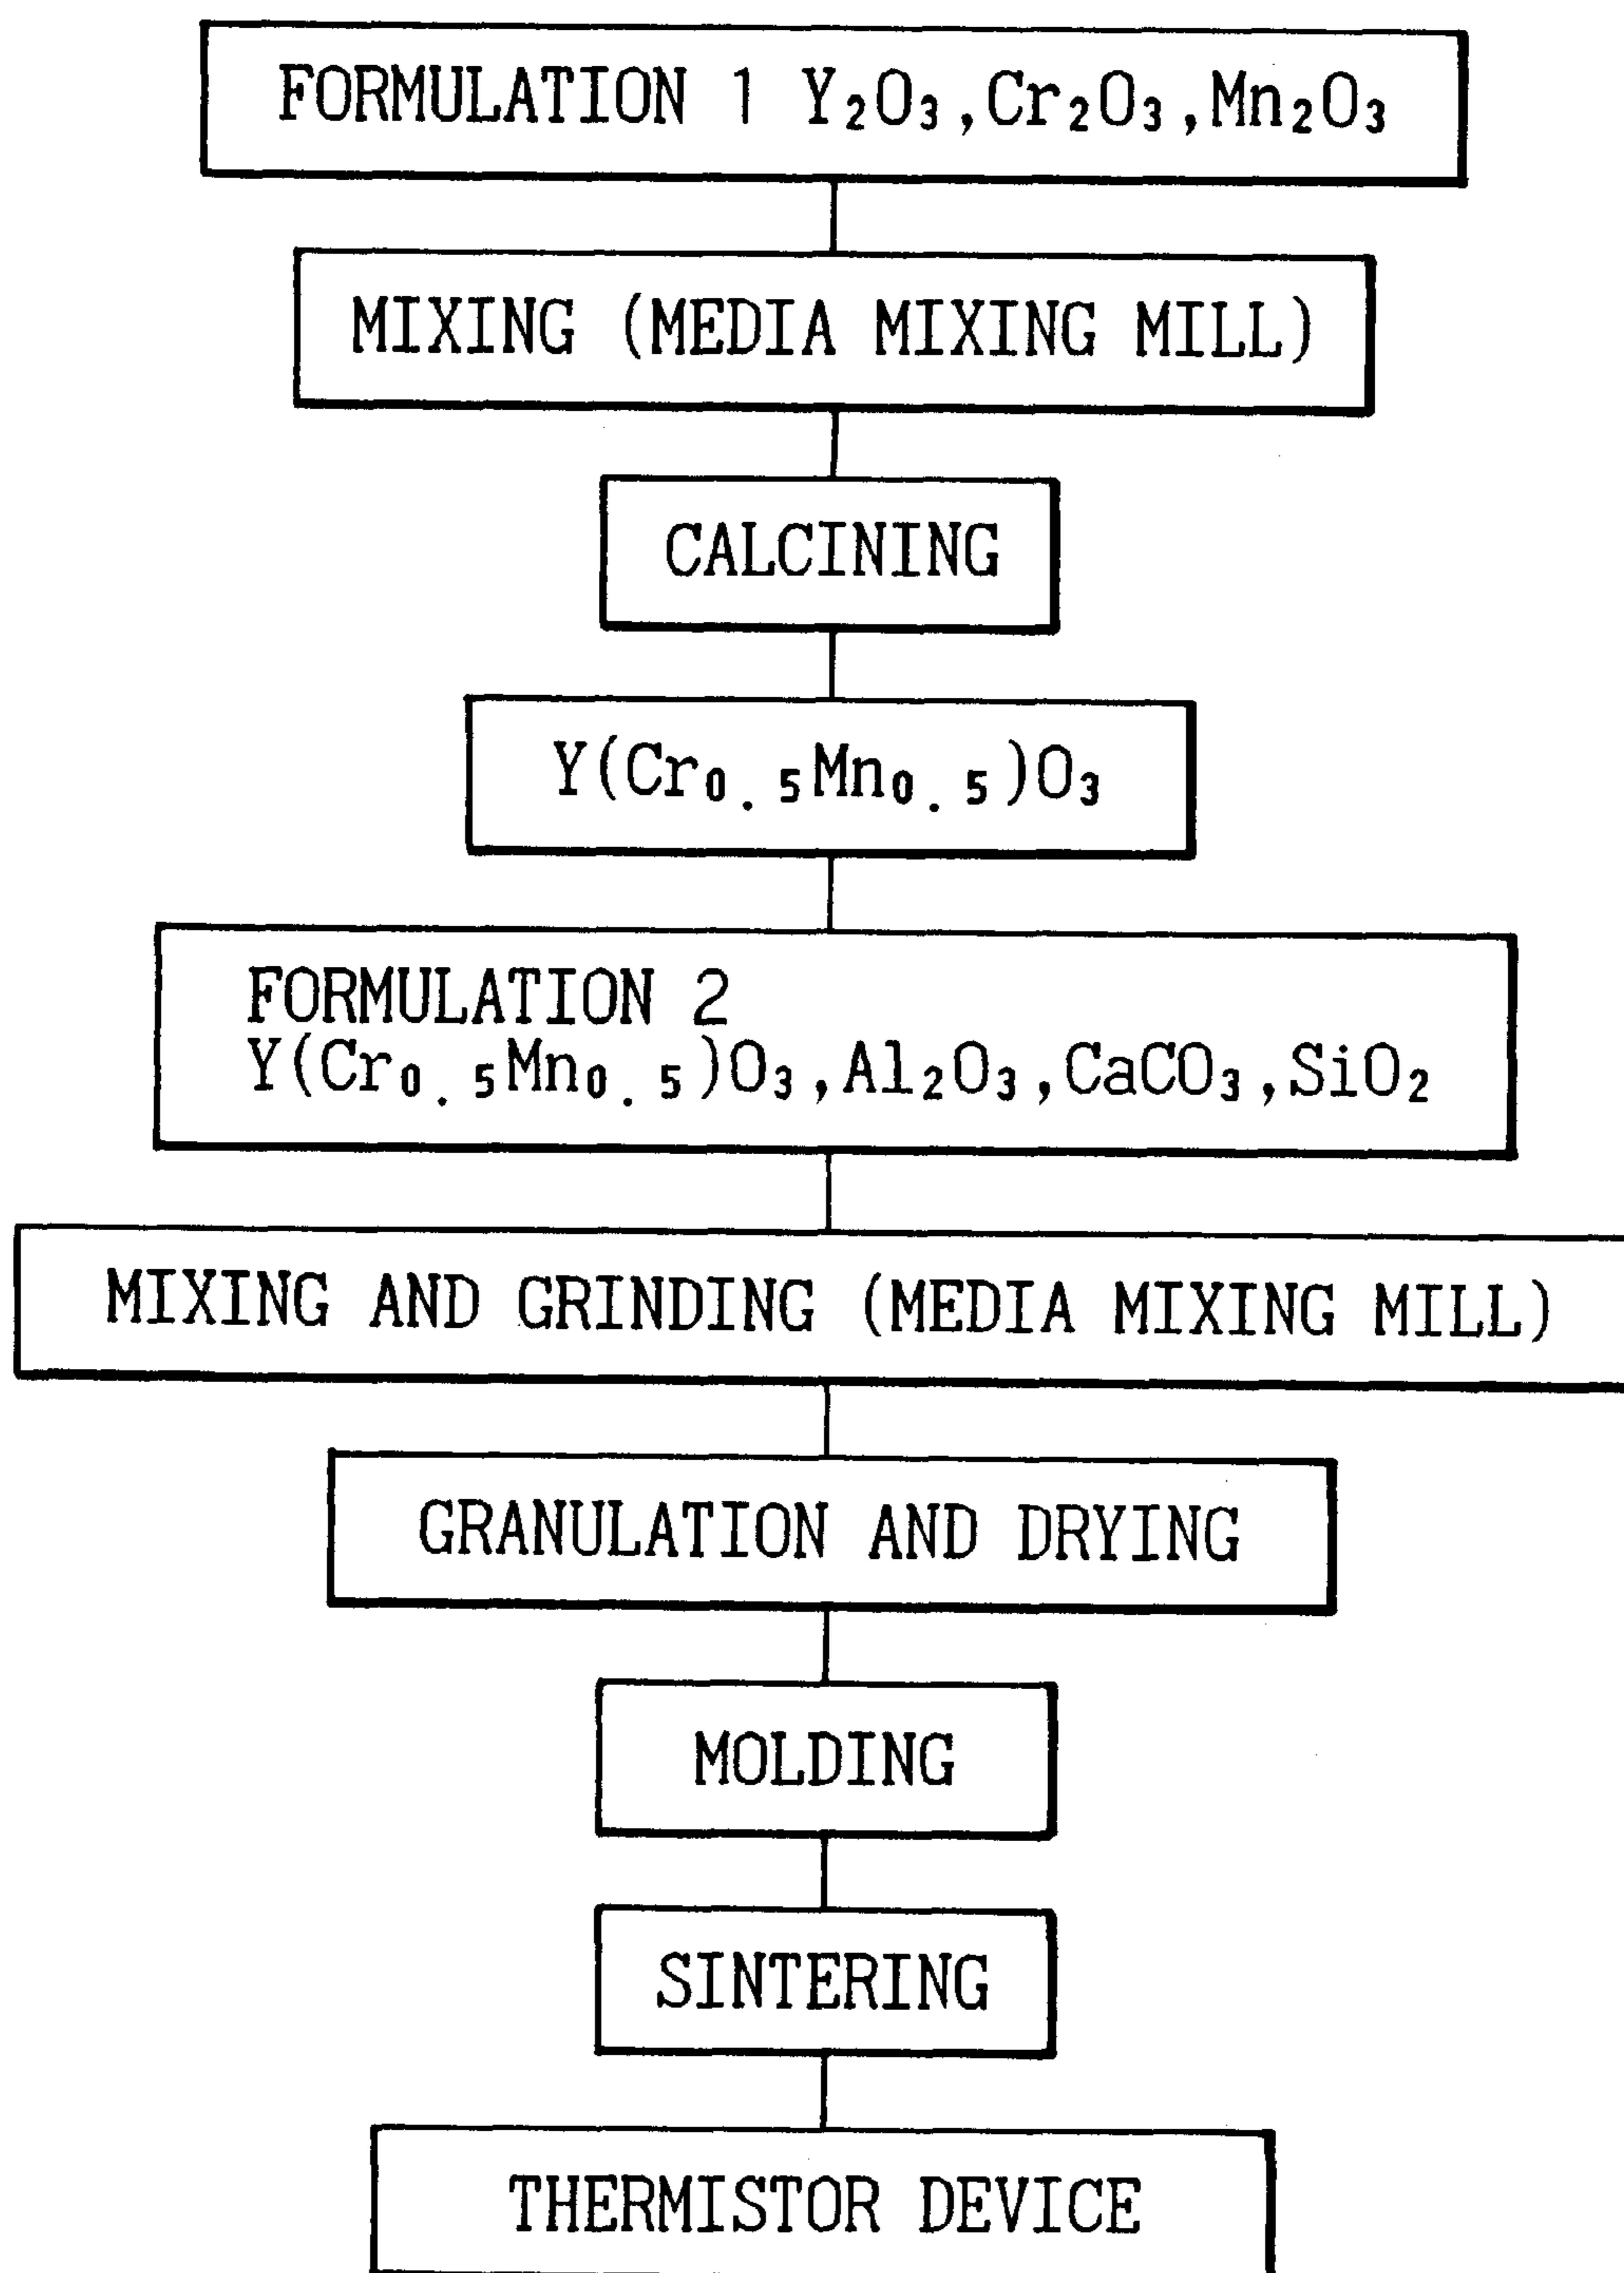 FORMULATION 1 Y₂O₃,Cr₂O₃,Mn₂O₃
MIXING (MEDIA MIXING MILL)
CALCINING
Y(Cr₀.₅Mn₀.₅)O₃
FORMULATION 2
Y(Cr₀.₅Mn₀.₅)O₃,Al₂O₃,CaCO₃,SiO₂
MIXING AND GRINDING (MEDIA MIXING MILL)
GRANULATION AND DRYING
MOLDING
SINTERING
THERMISTOR DEVICE